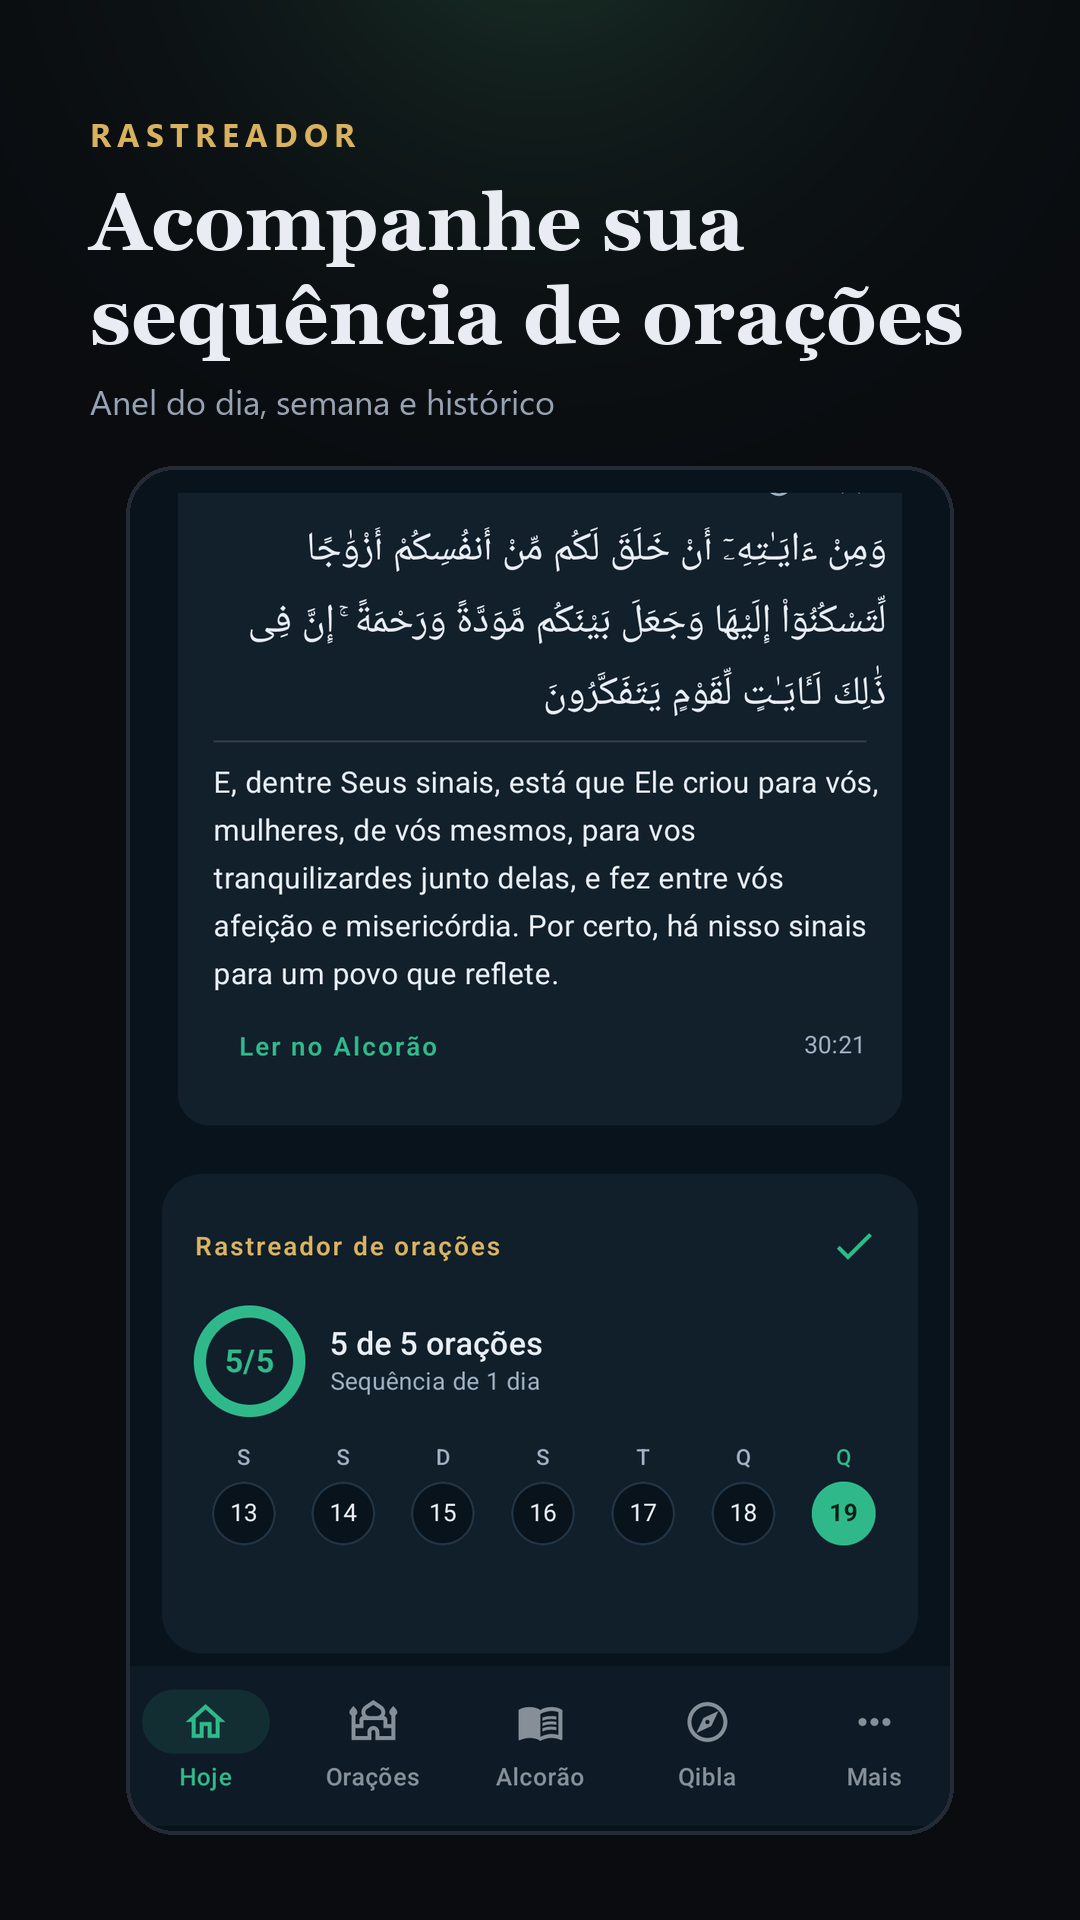 RASTREADOR
Acompanhe sua
sequência de orações
Anel do dia, semana e histórico
وَمِنْ ءَايَـٰتِهِۦٓ أَنْ خَلَقَ لَكُم مِّنْ أَنفُسِكُمْ أَزْوَٰجًا
لِّتَسْكُنُوٓا۟ إِلَيْهَا وَجَعَلَ بَيْنَكُم مَّوَدَّةً وَرَحْمَةً ۚ إِنَّ فِى
ذَٰلِكَ لَـَٔايَـٰتٍ لِّقَوْمٍ يَتَفَكَّرُونَ
E, dentre Seus sinais, está que Ele criou para vós,
mulheres, de vós mesmos, para vos
tranquilizardes junto delas, e fez entre vós
afeição e misericórdia. Por certo, há nisso sinais
para um povo que reflete.
Ler no Alcorão 30:21
Rastreador de orações
5/5
5 de 5 orações
Sequência de 1 dia
S S D S T Q Q
13 14 15 16 17 18 19
Hoje Orações Alcorão Qibla Mais